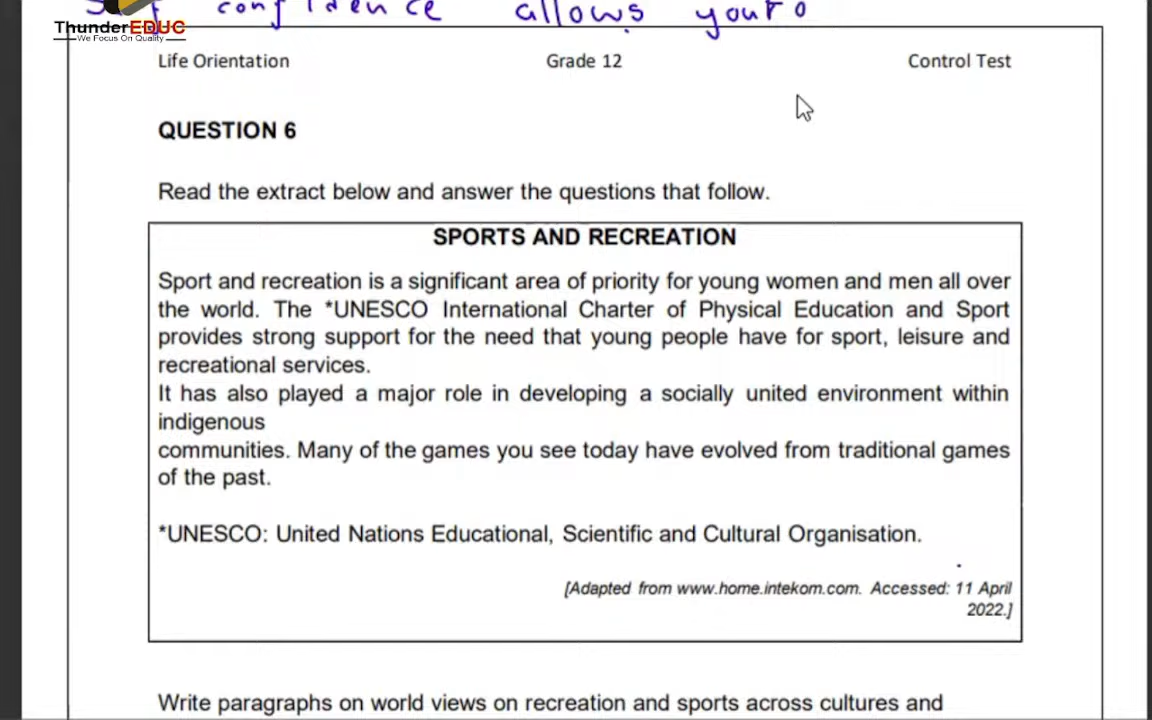 confidence allows
ThunderEDUC
We Focus On Quality
Life Orientation Grade 12 Control Test
QUESTION 6
Read the extract below and answer the questions that follow.
SPORTS AND RECREATION
Sport and recreation is a significant area of priority for young women and men all over
the world. The *UNESCO International Charter of Physical Education and Sport
provides strong support for the need that young people have for sport, leisure and
recreational services.
It has also played a major role in developing a socially united environment within
indigenous
communities. Many of the games you see today have evolved from traditional games
of the past.
*UNESCO: United Nations Educational, Scientific and Cultural Organisation.
[Adapted from www.home.intekom.com. Accessed: 11 April
2022.]
Write paragraphs on world views on recreation and sports across cultures and